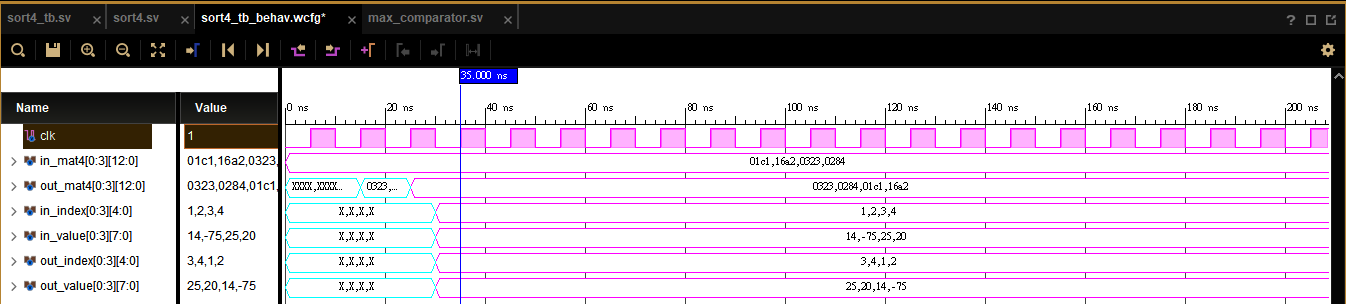 sort4_tb.sv × sort4.sv × sort4_tb_behav.wcfg* × max_comparator.sv ×
35.000 ns
Name Value
0 ns 20 ns 40 ns 60 ns 80 ns 100 ns 120 ns 140 ns 160 ns 180 ns 200 ns
clk 1
in_mat4[0:3][12:0] 01c1,16a2,0323, 01c1,16a2,0323,0284
out_mat4[0:3][12:0] 0323,0284,01c1, XXXX,XXXX... 0323,... 0323,0284,01c1,16a2
in_index[0:3][4:0] 1,2,3,4 X,X,X,X 1,2,3,4
in_value[0:3][7:0] 14,-75,25,20 X,X,X,X 14,-75,25,20
out_index[0:3][4:0] 3,4,1,2 X,X,X,X 3,4,1,2
out_value[0:3][7:0] 25,20,14,-75 X,X,X,X 25,20,14,-75